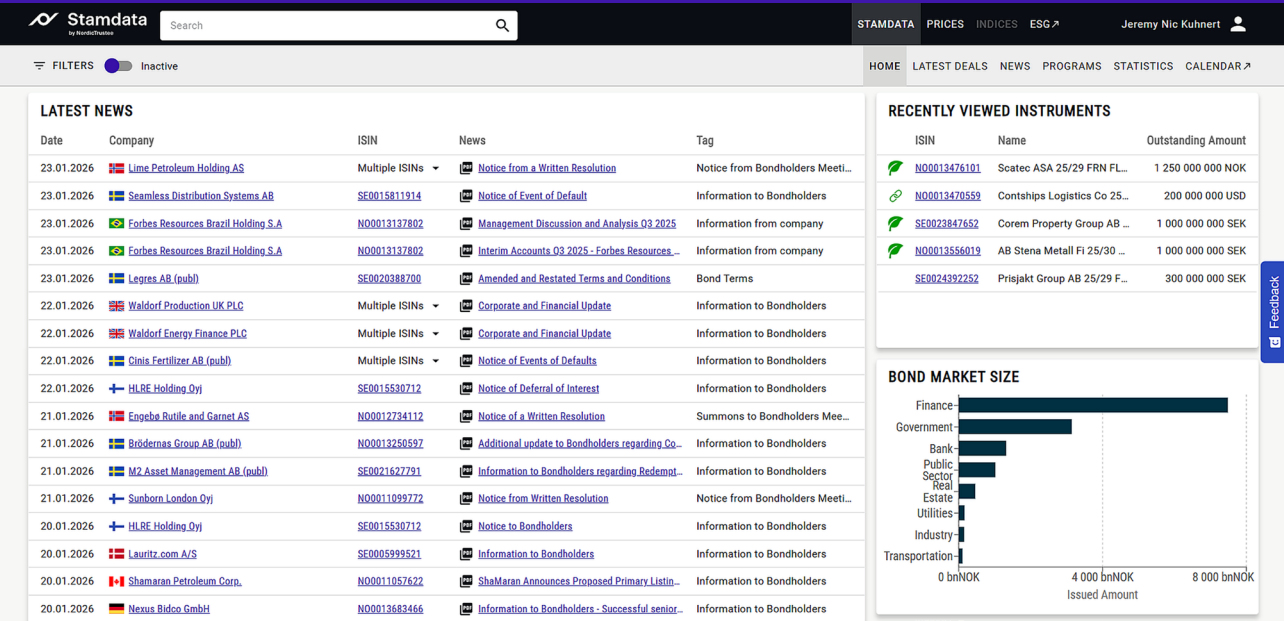 Stamdata
by NordicTrustee
Search
STAMDATA PRICES INDICES ESG↗
Jeremy Nic Kuhnert
FILTERS Inactive
HOME LATEST DEALS NEWS PROGRAMS STATISTICS CALENDAR↗
LATEST NEWS
Date Company ISIN News Tag
23.01.2026 Lime Petroleum Holding AS Multiple ISINs PDF Notice from a Written Resolution Notice from Bondholders Meeti...
23.01.2026 Seamless Distribution Systems AB SE0015811914 PDF Notice of Event of Default Information to Bondholders
23.01.2026 Forbes Resources Brazil Holding S.A NO0013137802 PDF Management Discussion and Analysis Q3 2025 Information from company
23.01.2026 Forbes Resources Brazil Holding S.A NO0013137802 PDF Interim Accounts Q3 2025 - Forbes Resources ... Information from company
23.01.2026 Legres AB (publ) SE0020388700 PDF Amended and Restated Terms and Conditions Bond Terms
22.01.2026 Waldorf Production UK PLC Multiple ISINs PDF Corporate and Financial Update Information to Bondholders
22.01.2026 Waldorf Energy Finance PLC Multiple ISINs PDF Corporate and Financial Update Information to Bondholders
22.01.2026 Cinis Fertilizer AB (publ) Multiple ISINs PDF Notice of Events of Defaults Information to Bondholders
22.01.2026 HLRE Holding Oyj SE0015530712 PDF Notice of Deferral of Interest Information to Bondholders
21.01.2026 Engebø Rutile and Garnet AS NO0012734112 PDF Notice of a Written Resolution Summons to Bondholders Mee...
21.01.2026 Brödernas Group AB (publ) NO0013250597 PDF Additional update to Bondholders regarding Co... Information to Bondholders
21.01.2026 M2 Asset Management AB (publ) SE0021627791 PDF Information to Bondholders regarding Redempt... Information to Bondholders
21.01.2026 Sunborn London Oyj NO0011099772 PDF Notice from Written Resolution Notice from Bondholders Meeti...
20.01.2026 HLRE Holding Oyj SE0015530712 PDF Notice to Bondholders Information to Bondholders
20.01.2026 Lauritz.com A/S SE0005999521 PDF Information to Bondholders Information to Bondholders
20.01.2026 Shamaran Petroleum Corp. NO0011057622 PDF ShaMaran Announces Proposed Primary Listin... Information to Bondholders
20.01.2026 Nexus Bidco GmbH NO0013683466 PDF Information to Bondholders - Successful senior... Information to Bondholders
RECENTLY VIEWED INSTRUMENTS
ISIN Name Outstanding Amount
NO0013476101 Scatec ASA 25/29 FRN FL... 1 250 000 000 NOK
NO0013470559 Contships Logistics Co 25... 200 000 000 USD
SE0023847652 Corem Property Group AB ... 1 000 000 000 SEK
NO0013556019 AB Stena Metall Fi 25/30 ... 1 000 000 000 SEK
SE0024392252 Prisjakt Group AB 25/29 F... 300 000 000 SEK
Feedback
BOND MARKET SIZE
Finance
Government
Bank
Public
Sector
Real
Estate
Utilities
Industry
Transportation
0 bnNOK 4 000 bnNOK 8 000 bnNOK
Issued Amount